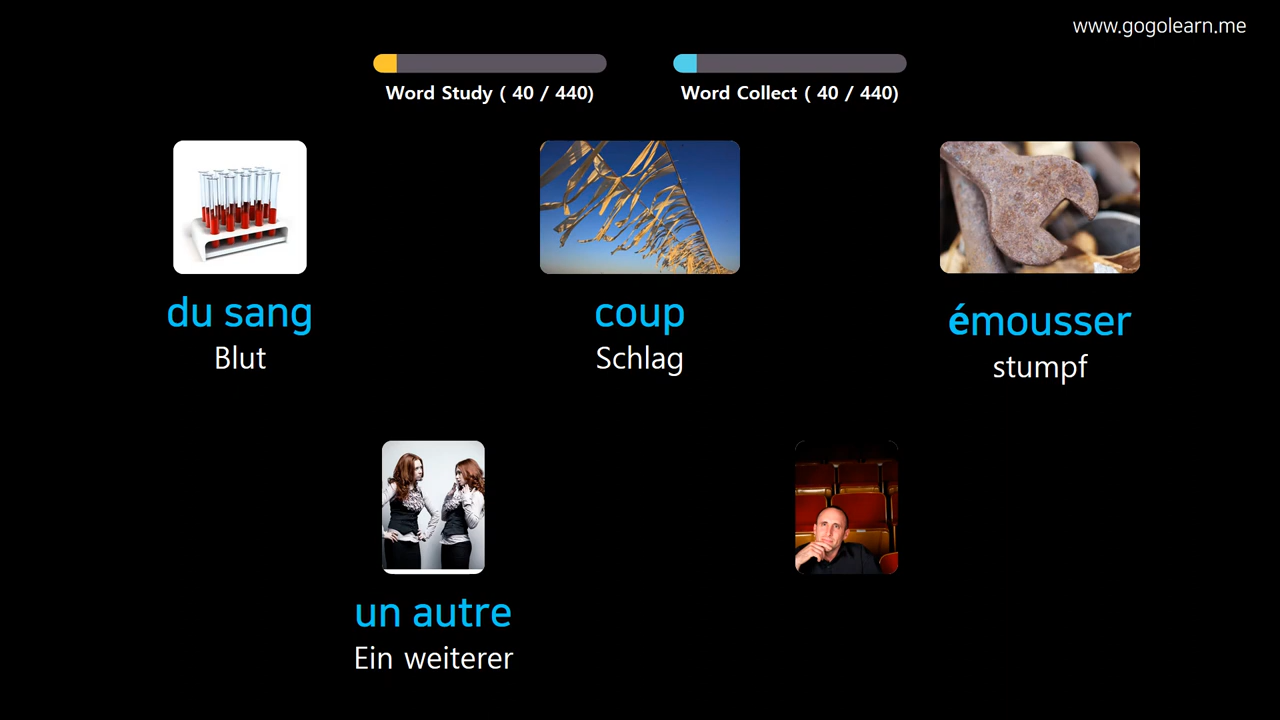 www.gogolearn.me
Word Study ( 40 / 440)
Word Collect ( 40 / 440)
du sang
Blut
coup
Schlag
émousser
stumpf
un autre
Ein weiterer